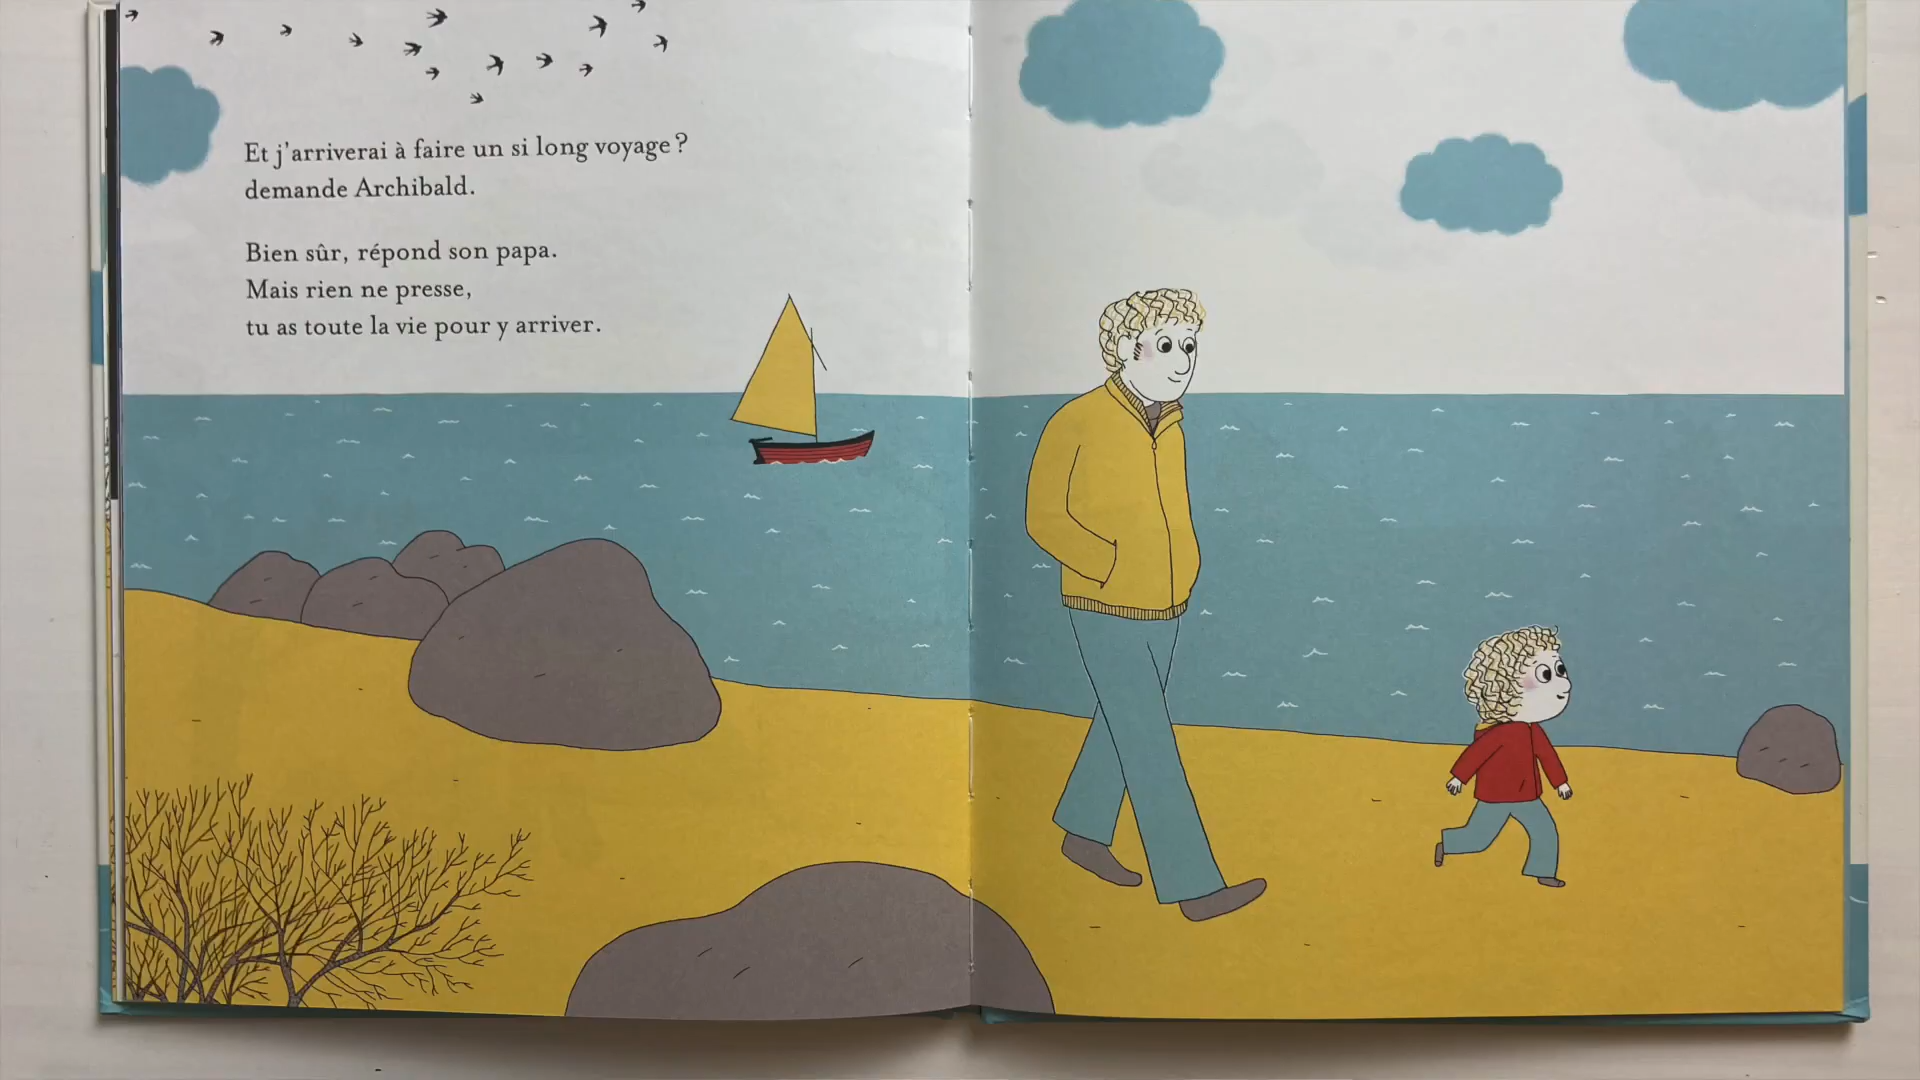 Et j'arriverai à faire un si long voyage ?
demande Archibald.
Bien sûr, répond son papa.
Mais rien ne presse,
tu as toute la vie pour y arriver.